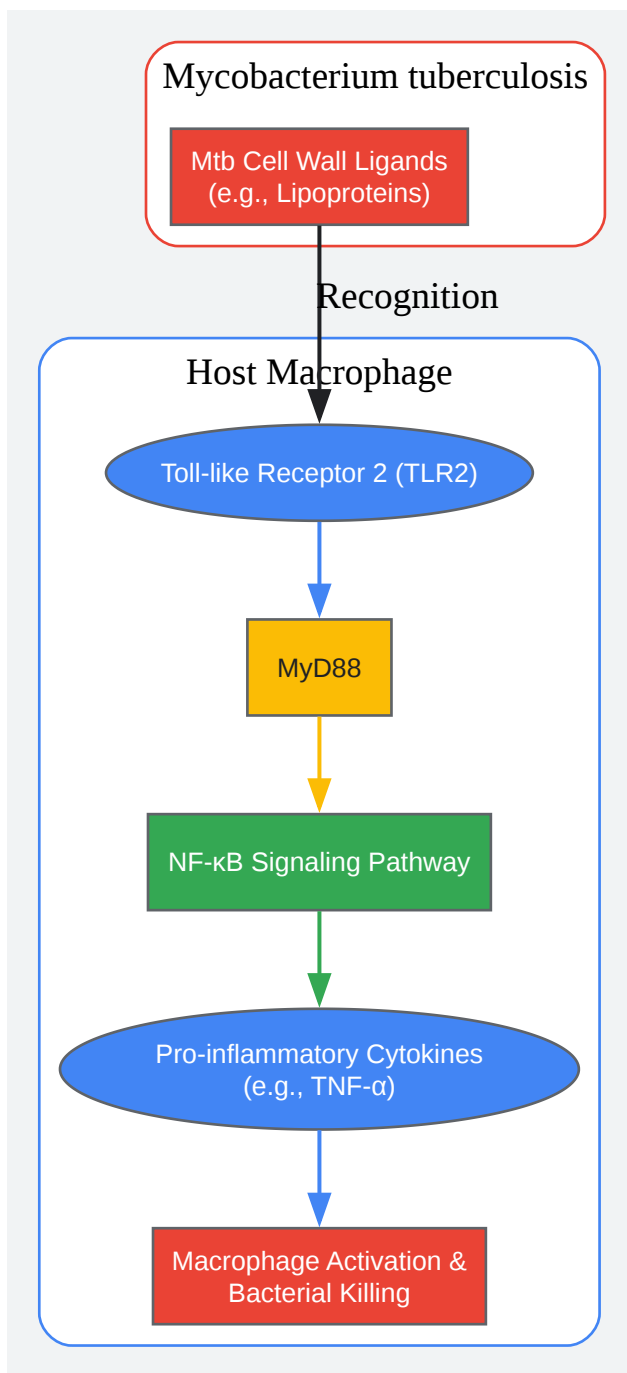 Mycobacterium tuberculosis
Mtb Cell Wall Ligands
(e.g., Lipoproteins)
Recognition
Host Macrophage
Toll-like Receptor 2 (TLR2)
MyD88
NF-κB Signaling Pathway
Pro-inflammatory Cytokines
(e.g., TNF-α)
Macrophage Activation &
Bacterial Killing